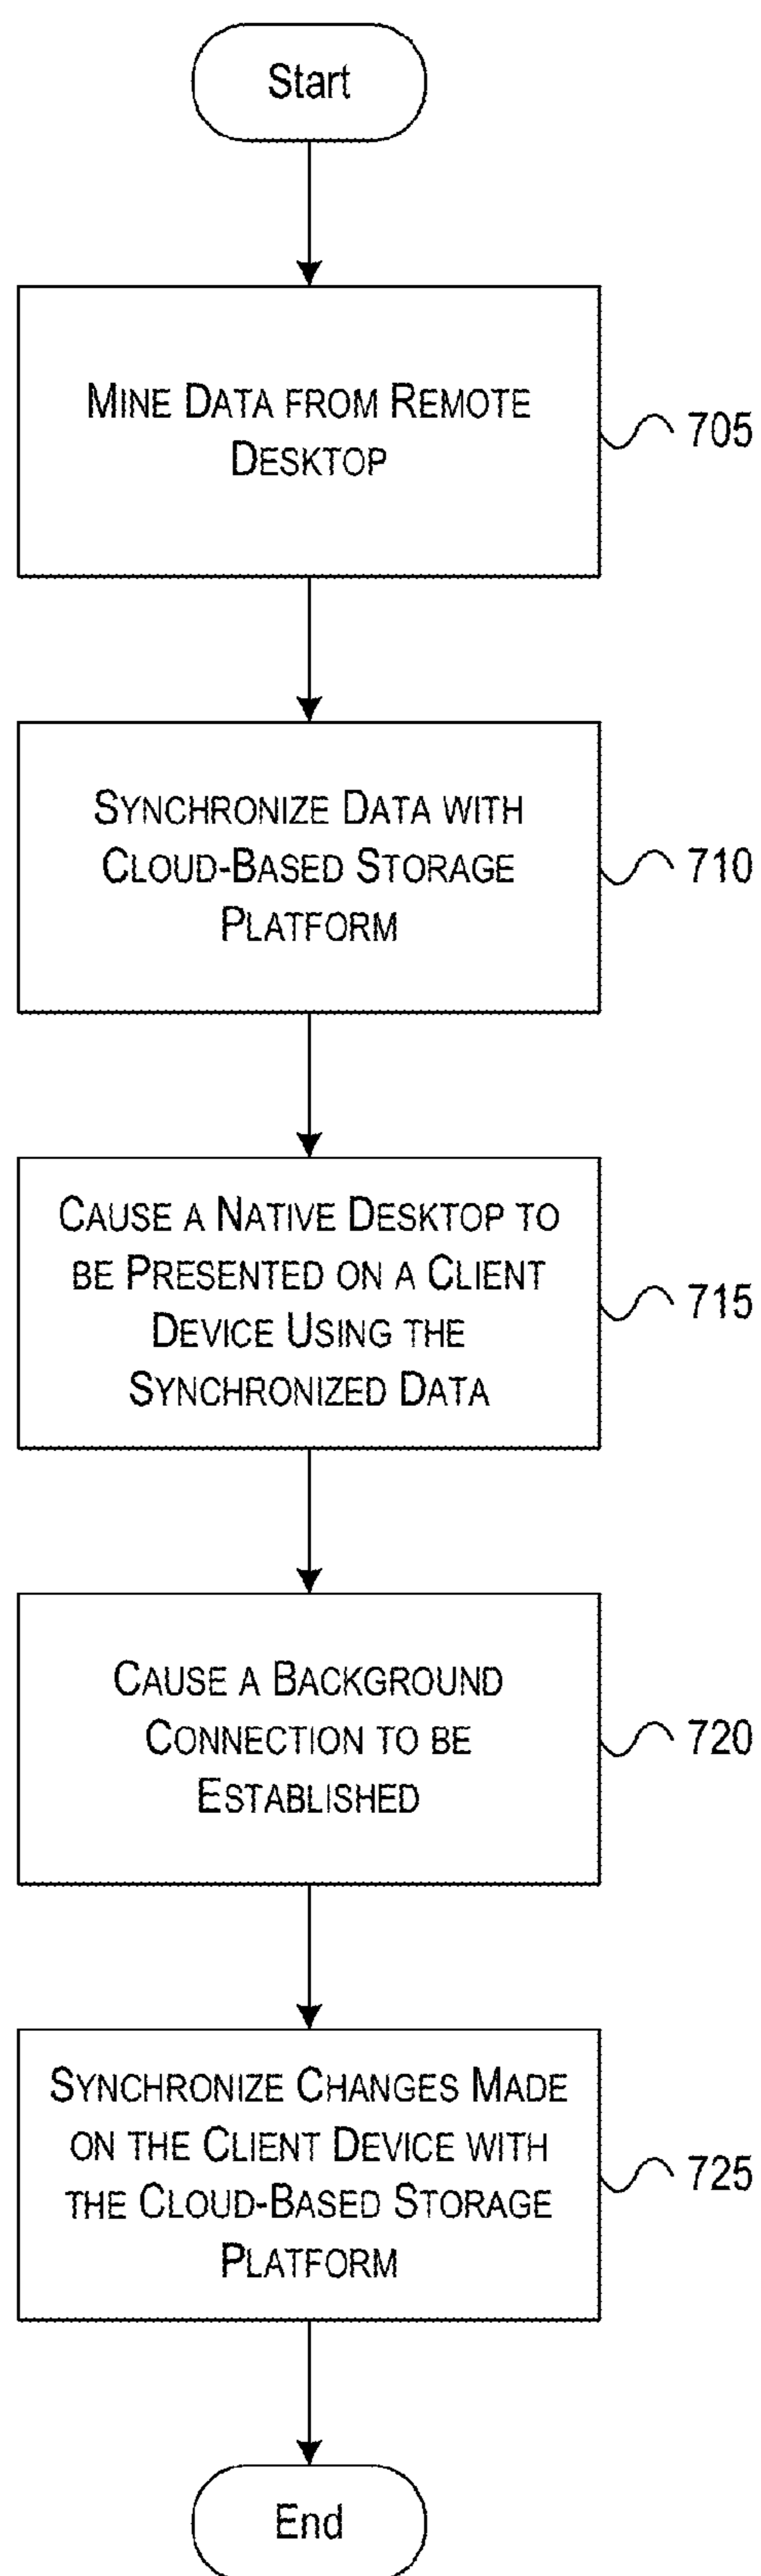 Start
MINE DATA FROM REMOTE
DESKTOP
705
SYNCHRONIZE DATA WITH
CLOUD-BASED STORAGE
PLATFORM
710
CAUSE A NATIVE DESKTOP TO
BE PRESENTED ON A CLIENT
DEVICE USING THE
SYNCHRONIZED DATA
715
CAUSE A BACKGROUND
CONNECTION TO BE
ESTABLISHED
720
SYNCHRONIZE CHANGES MADE
ON THE CLIENT DEVICE WITH
THE CLOUD-BASED STORAGE
PLATFORM
725
End